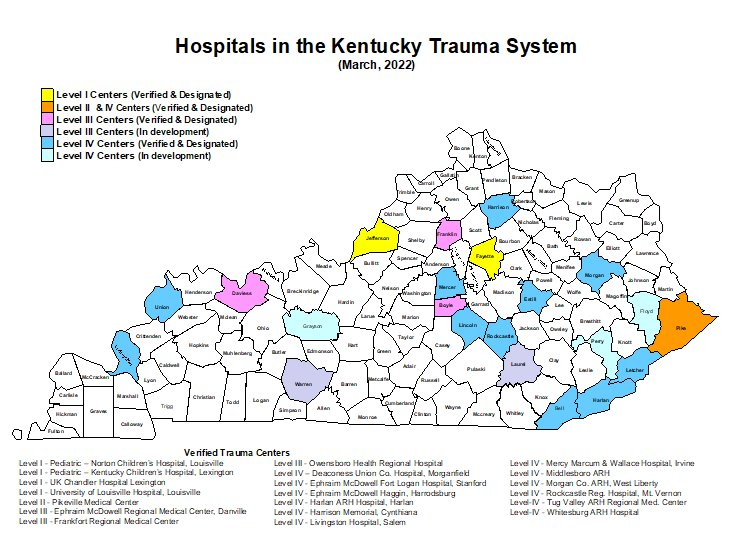 Hospitals in the Kentucky Trauma System
(March, 2022)
Level I Centers (Verified & Designated)
Level II & IV Centers (Verified & Designated)
Level III Centers (Verified & Designated)
Level III Centers (In development)
Level IV Centers (Verified & Designated)
Level IV Centers (In development)
Boone
Kenton
Gallatin
Pendleton
Bracken
Carroll
Grant
Mason
Trimble
Owen
Robertson
Lewis
Greenup
Henry
Harrison
Oldham
Nicholas
Fleming
Carter
Boyd
Scott
Franklin
Jefferson
Shelby
Bourbon
Rowan
Bath
Elliott
Lawrence
Fayette
Spencer
Anderson
Bullitt
Meade
Clark
Menifee
Morgan
Powell
Johnson
Martin
Mercer
Nelson
Washington
Madison
Estill
Wolfe
Magoffin
Breckinridge
Henderson
Daviess
Hardin
Union
Webster
Mclean
Ohio
Grayson
Larue
Marion
Boyle
Garrard
Lee
Floyd
Breathitt
Pike
Lincoln
Rockcastle
Jackson
Owsley
Perry
Knott
Crittenden
Hopkins
Muhlenberg
Butler
Edmonson
Hart
Green
Taylor
Casey
Caldwell
Lyon
Warren
Barren
Metcalfe
Adair
Russell
Pulaski
Laurel
Clay
Leslie
Letcher
Ballard
McCracken
Carlisle
Graves
Marshall
Trigg
Christian
Todd
Logan
Simpson
Allen
Monroe
Cumberland
Clinton
Wayne
Mccreary
Whitley
Knox
Bell
Harlan
Hickman
Fulton
Calloway
Verified Trauma Centers
Level I - Pediatric – Norton Children's Hospital, Louisville
Level I - Pediatric – Kentucky Children's Hospital, Lexington
Level I - UK Chandler Hospital Lexington
Level I - University of Louisville Hospital, Louisville
Level II - Pikeville Medical Center
Level III - Ephraim McDowell Regional Medical Center, Danville
Level III - Frankfort Regional Medical Center
Level III - Owensboro Health Regional Hospital
Level IV – Deaconess Union Co. Hospital, Morganfield
Level IV - Ephraim McDowell Fort Logan Hospital, Stanford
Level IV - Ephraim McDowell Haggin, Harrodsburg
Level IV - Harlan ARH Hospital, Harlan
Level IV - Harrison Memorial, Cynthiana
Level IV - Livingston Hospital, Salem
Level IV - Mercy Marcum & Wallace Hospital, Irvine
Level IV - Middlesboro ARH
Level IV - Morgan Co. ARH, West Liberty
Level IV - Rockcastle Reg. Hospital, Mt. Vernon
Level-IV - Tug Valley ARH Regional Med. Center
Level-IV - Whitesburg ARH Hospital